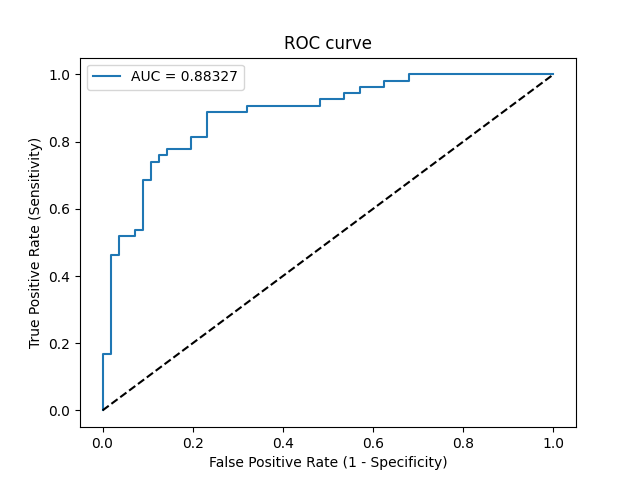 ROC curve
AUC = 0.88327
1.0
0.8
0.6
0.4
0.2
0.0
True Positive Rate (Sensitivity)
0.0 0.2 0.4 0.6 0.8 1.0
False Positive Rate (1 - Specificity)